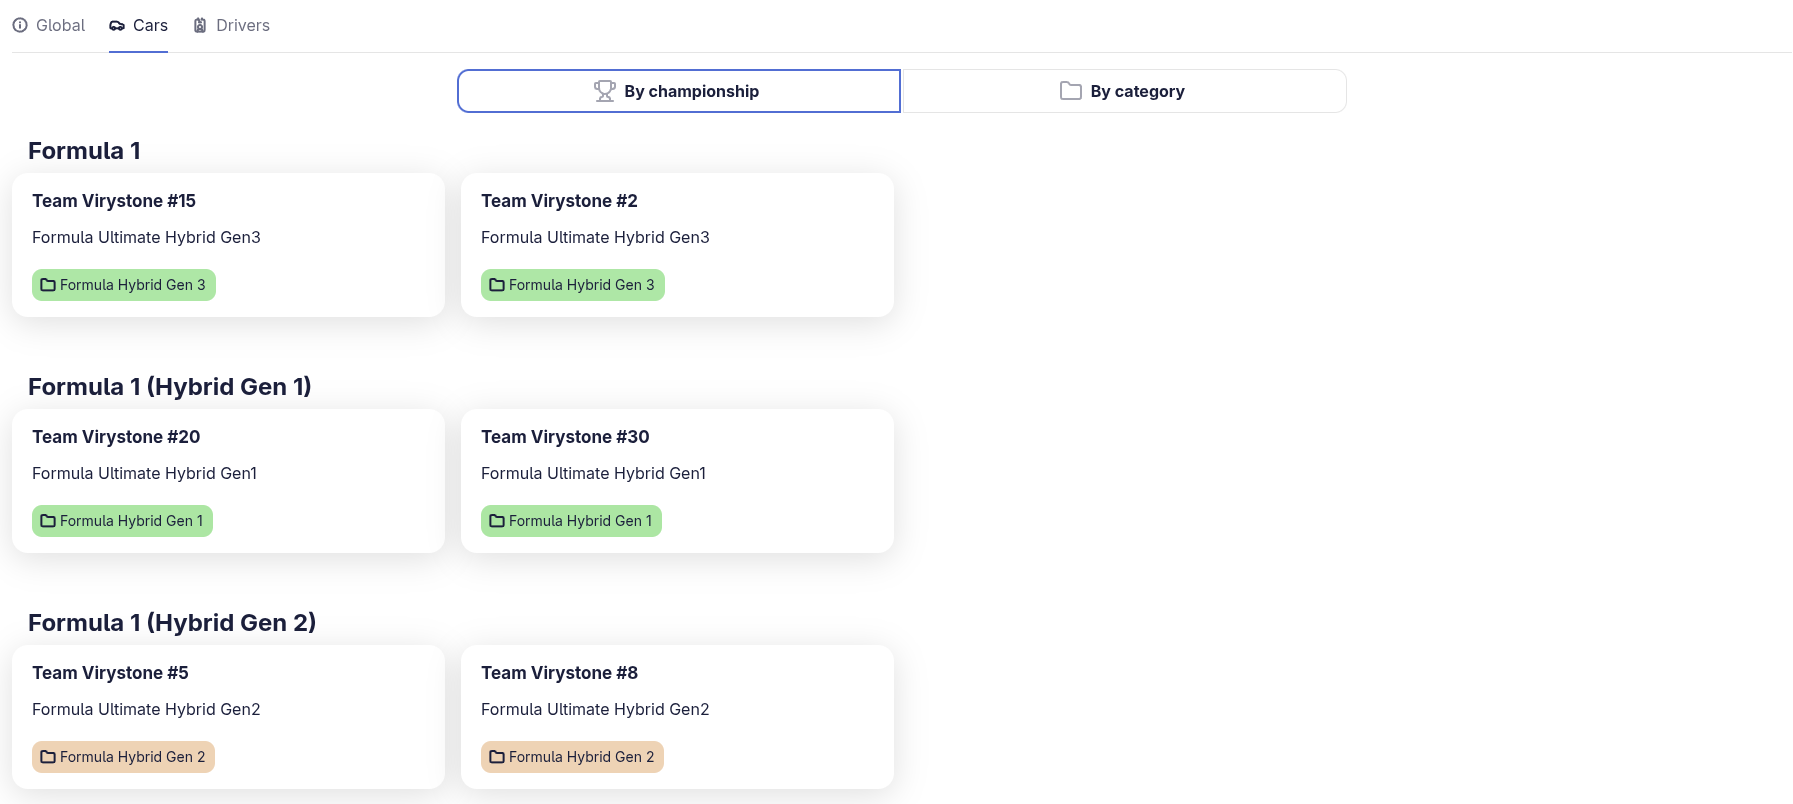 Global
Cars
Drivers
By championship
By category
Formula 1
Team Virystone #15
Formula Ultimate Hybrid Gen3
Formula Hybrid Gen 3
Team Virystone #2
Formula Ultimate Hybrid Gen3
Formula Hybrid Gen 3
Formula 1 (Hybrid Gen 1)
Team Virystone #20
Formula Ultimate Hybrid Gen1
Formula Hybrid Gen 1
Team Virystone #30
Formula Ultimate Hybrid Gen1
Formula Hybrid Gen 1
Formula 1 (Hybrid Gen 2)
Team Virystone #5
Formula Ultimate Hybrid Gen2
Formula Hybrid Gen 2
Team Virystone #8
Formula Ultimate Hybrid Gen2
Formula Hybrid Gen 2